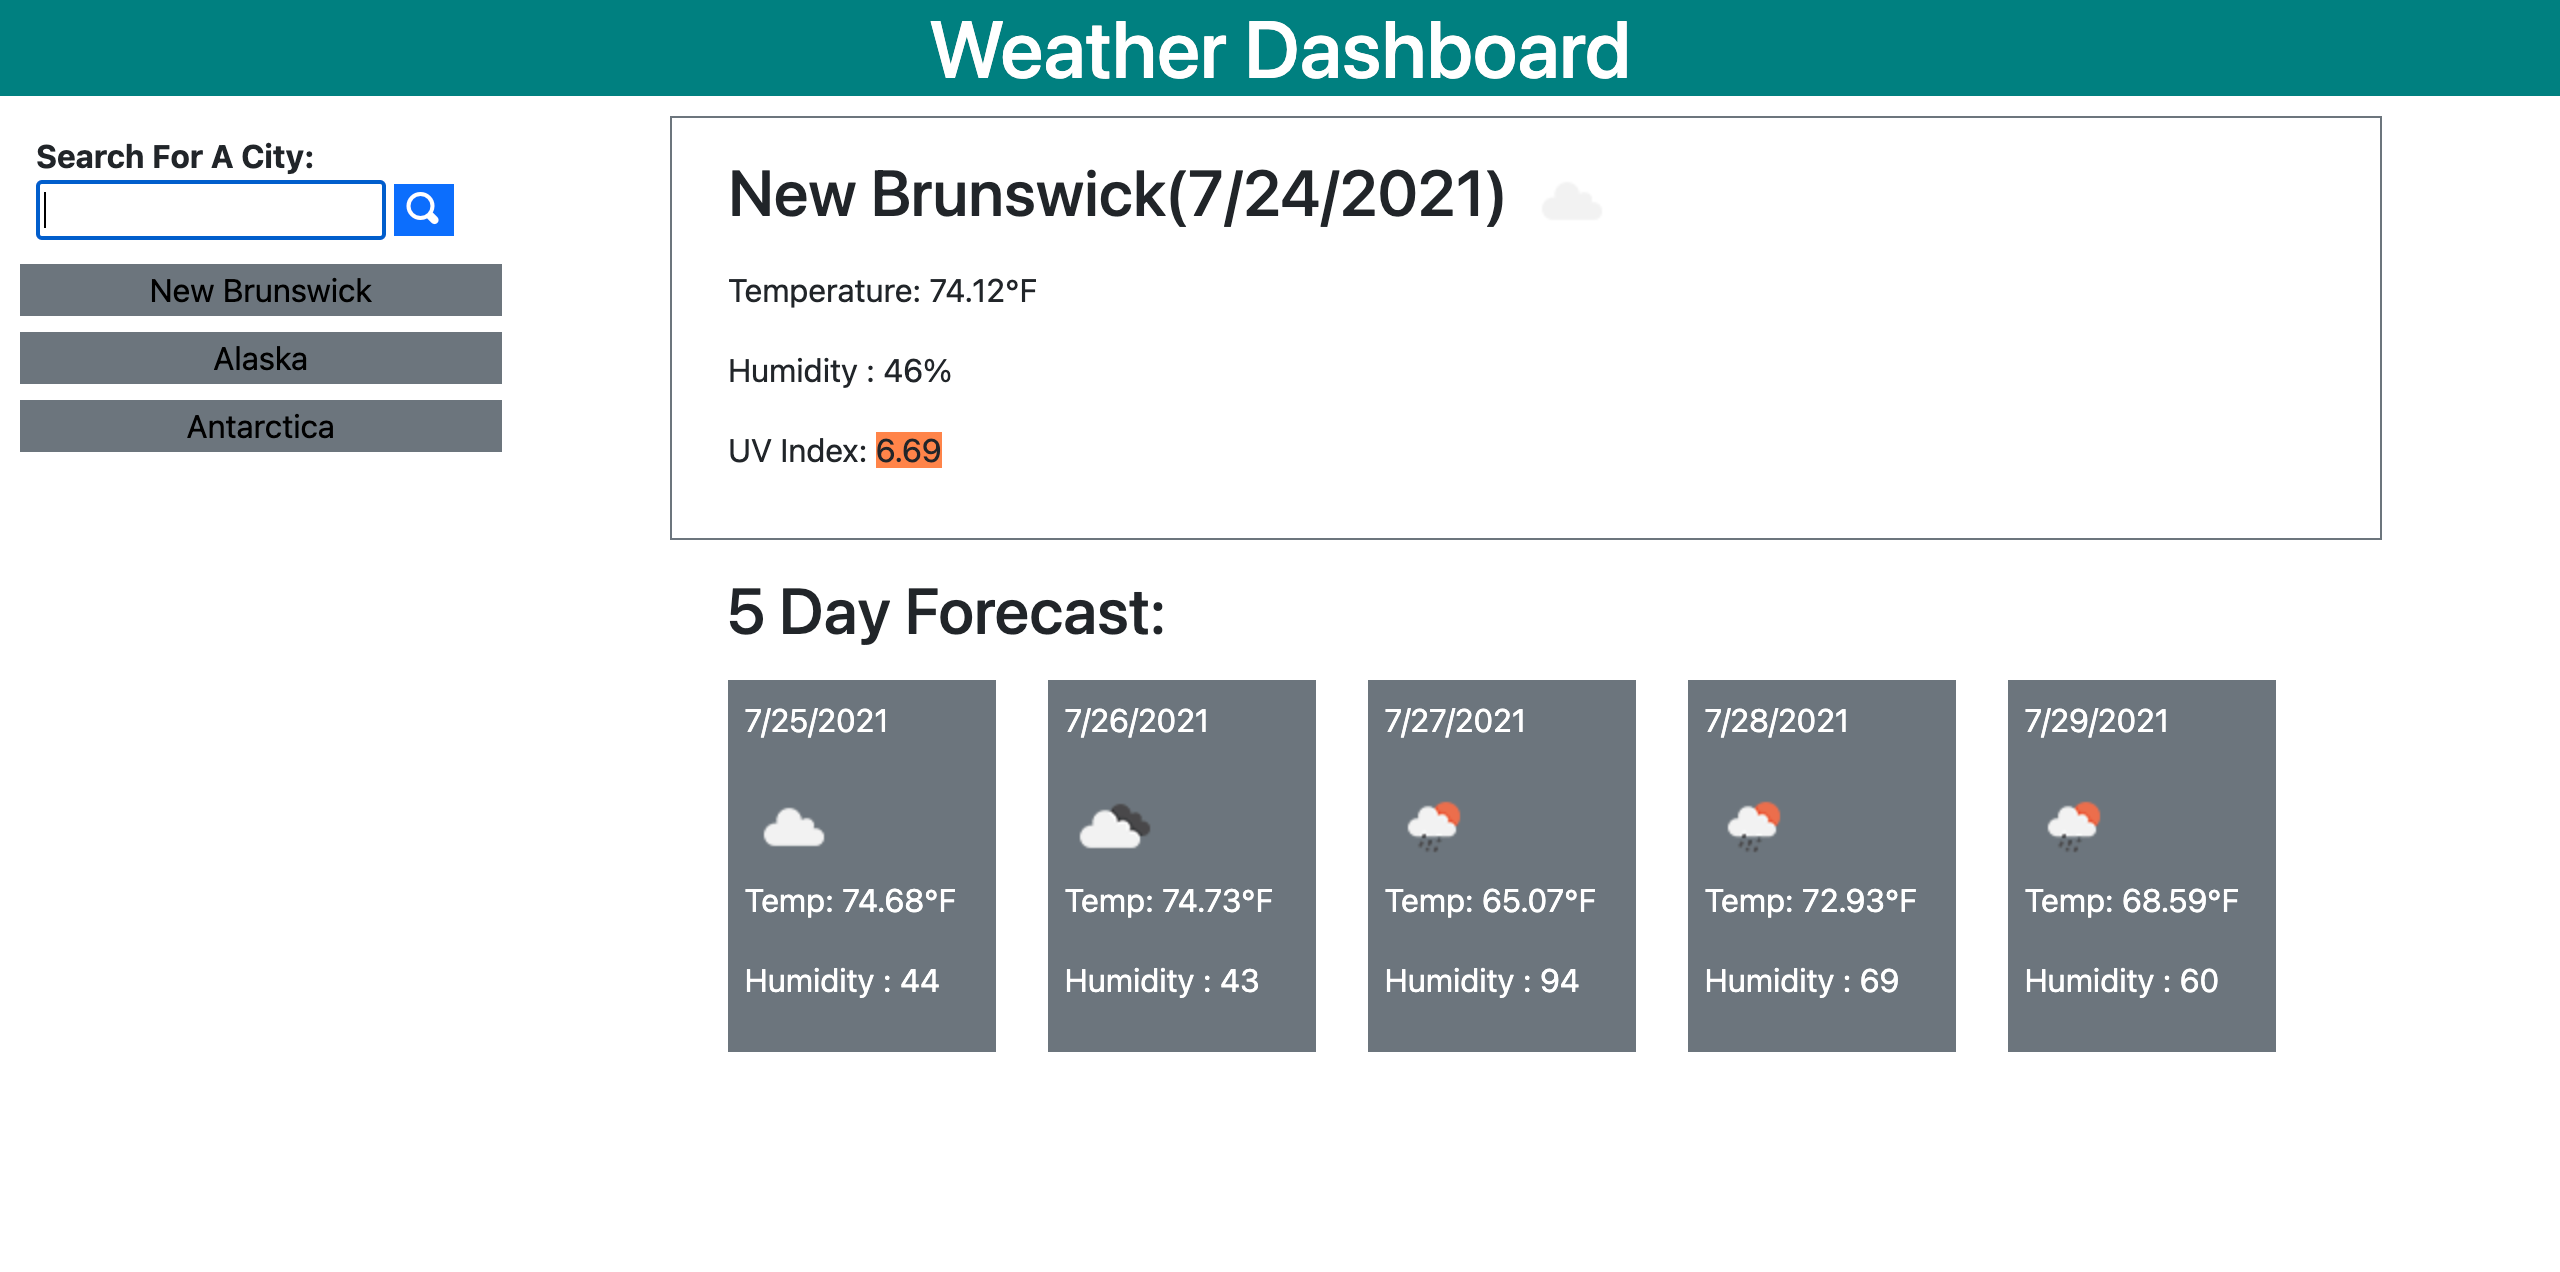 Weather Dashboard
Search For A City:
New Brunswick
Alaska
Antarctica
New Brunswick(7/24/2021)
Temperature: 74.12°F
Humidity : 46%
UV Index: 6.69
5 Day Forecast:
7/25/2021
Temp: 74.68°F
Humidity : 44
7/26/2021
Temp: 74.73°F
Humidity : 43
7/27/2021
Temp: 65.07°F
Humidity : 94
7/28/2021
Temp: 72.93°F
Humidity : 69
7/29/2021
Temp: 68.59°F
Humidity : 60